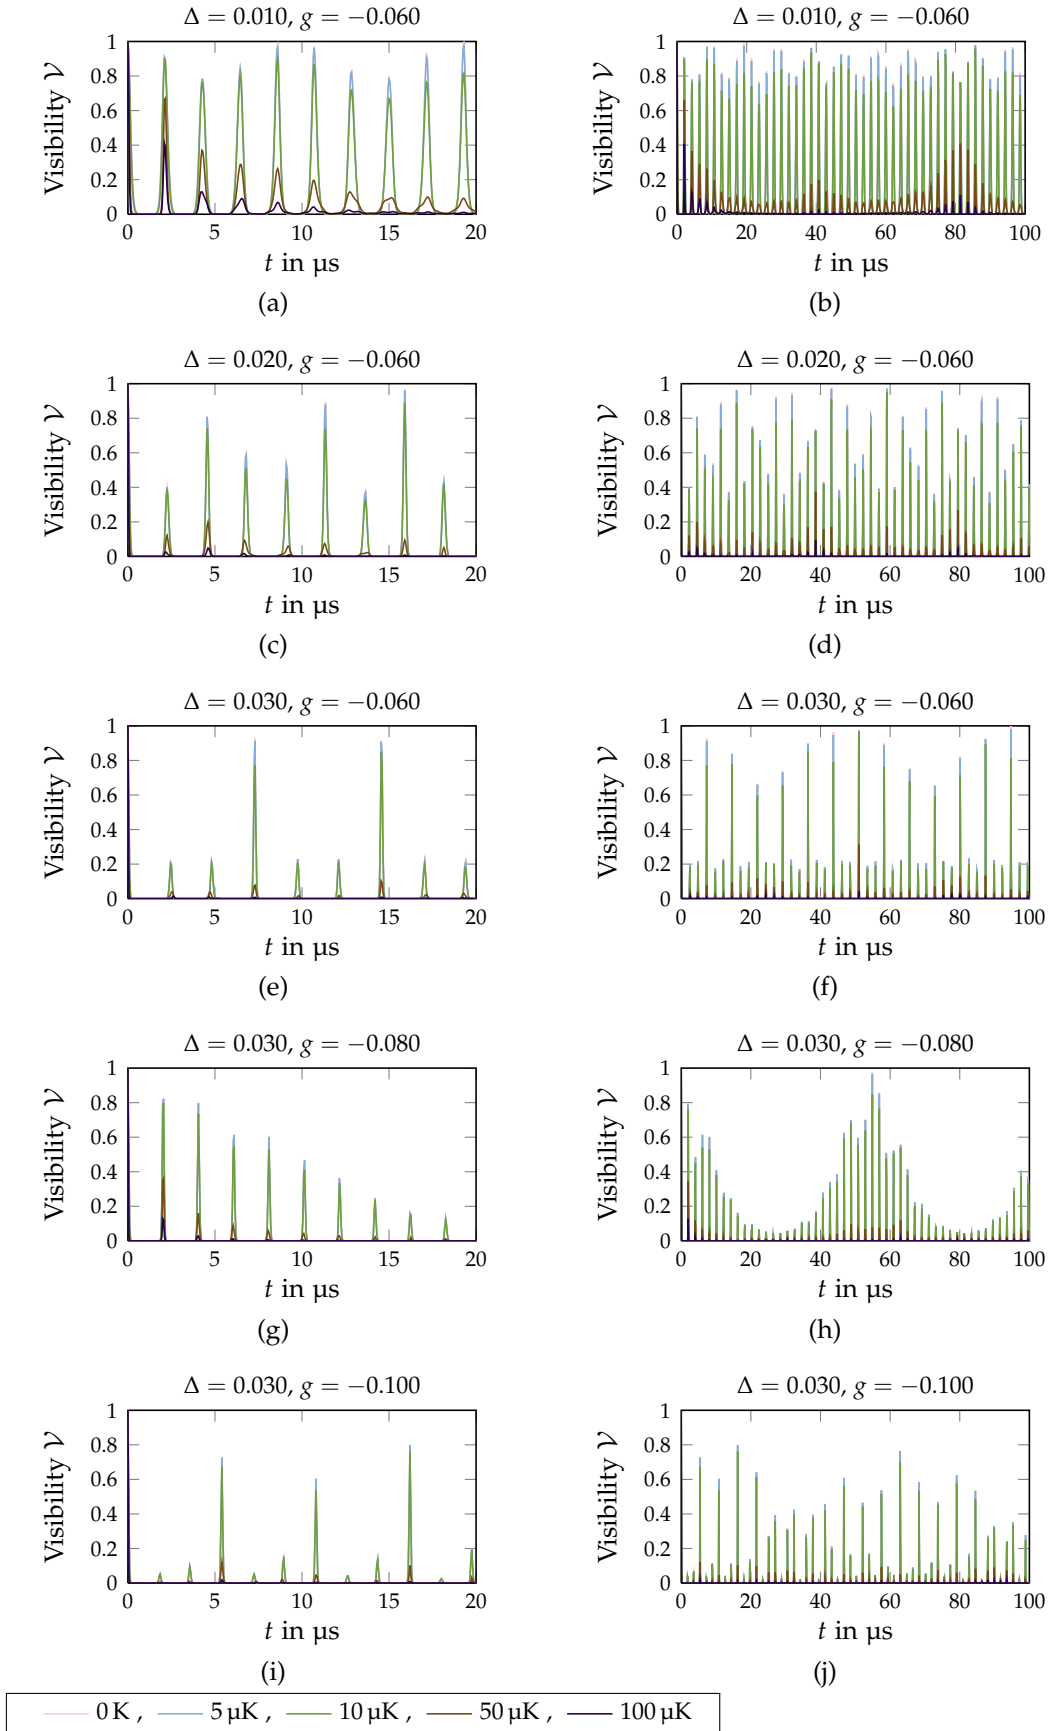 Δ = 0.010, g = −0.060
Visibility 𝒱
1
0.8
0.6
0.4
0.2
0
0 5 10 15 20
t in µs
(a)
Δ = 0.010, g = −0.060
Visibility 𝒱
1
0.8
0.6
0.4
0.2
0
0 20 40 60 80 100
t in µs
(b)
Δ = 0.020, g = −0.060
Visibility 𝒱
1
0.8
0.6
0.4
0.2
0
0 5 10 15 20
t in µs
(c)
Δ = 0.020, g = −0.060
Visibility 𝒱
1
0.8
0.6
0.4
0.2
0
0 20 40 60 80 100
t in µs
(d)
Δ = 0.030, g = −0.060
Visibility 𝒱
1
0.8
0.6
0.4
0.2
0
0 5 10 15 20
t in µs
(e)
Δ = 0.030, g = −0.060
Visibility 𝒱
1
0.8
0.6
0.4
0.2
0
0 20 40 60 80 100
t in µs
(f)
Δ = 0.030, g = −0.080
Visibility 𝒱
1
0.8
0.6
0.4
0.2
0
0 5 10 15 20
t in µs
(g)
Δ = 0.030, g = −0.080
Visibility 𝒱
1
0.8
0.6
0.4
0.2
0
0 20 40 60 80 100
t in µs
(h)
Δ = 0.030, g = −0.100
Visibility 𝒱
1
0.8
0.6
0.4
0.2
0
0 5 10 15 20
t in µs
(i)
Δ = 0.030, g = −0.100
Visibility 𝒱
1
0.8
0.6
0.4
0.2
0
0 20 40 60 80 100
t in µs
(j)
0 K , 5 µK , 10 µK , 50 µK , 100 µK